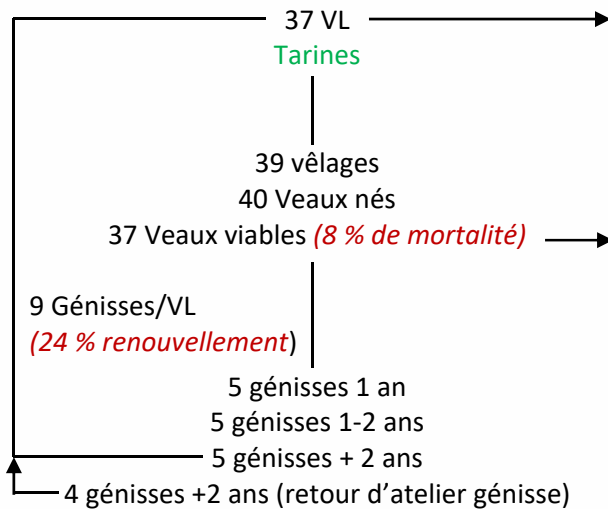 37 VL
Tarines
39 vêlages
40 Veaux nés
37 Veaux viables (8 % de mortalité)
9 Génisses/VL
(24 % renouvellement)
5 génisses 1 an
5 génisses 1-2 ans
5 génisses + 2 ans
4 génisses +2 ans (retour d’atelier génisse)